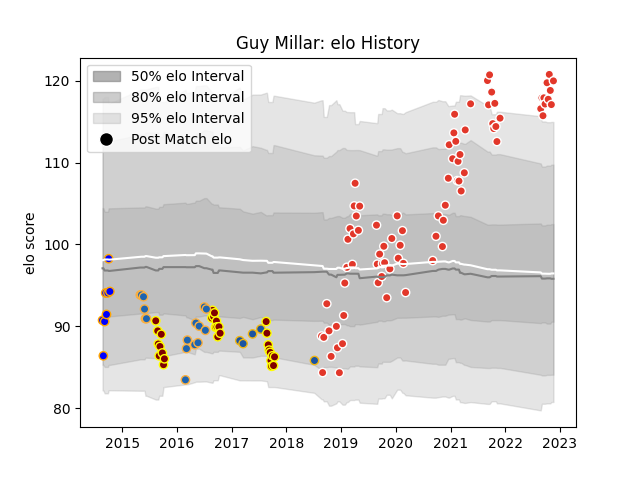 Guy Millar: elo History
50% elo Interval
80% elo Interval
95% elo Interval
Post Match elo
elo score
120
110
100
90
80
2015 2016 2017 2018 2019 2020 2021 2022 2023